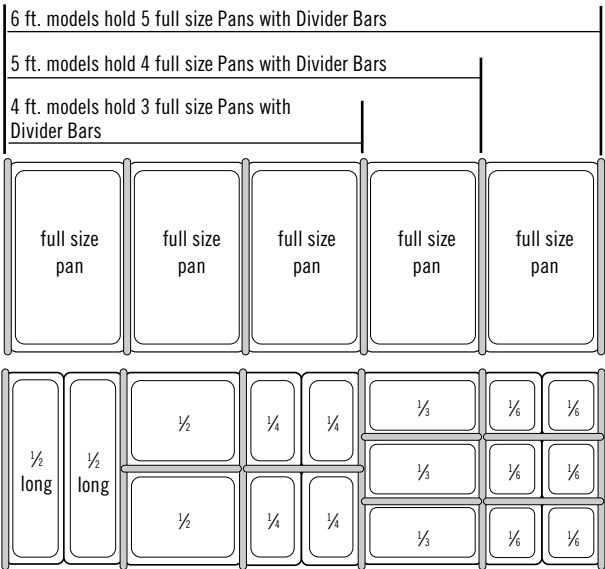 6 ft. models hold 5 full size Pans with Divider Bars
5 ft. models hold 4 full size Pans with Divider Bars
4 ft. models hold 3 full size Pans with
Divider Bars
full size
pan
full size
pan
full size
pan
full size
pan
full size
pan
½
long
½
long
½
½
¼
¼
¼
¼
⅓
⅓
⅓
⅙
⅙
⅙
⅙
⅙
⅙